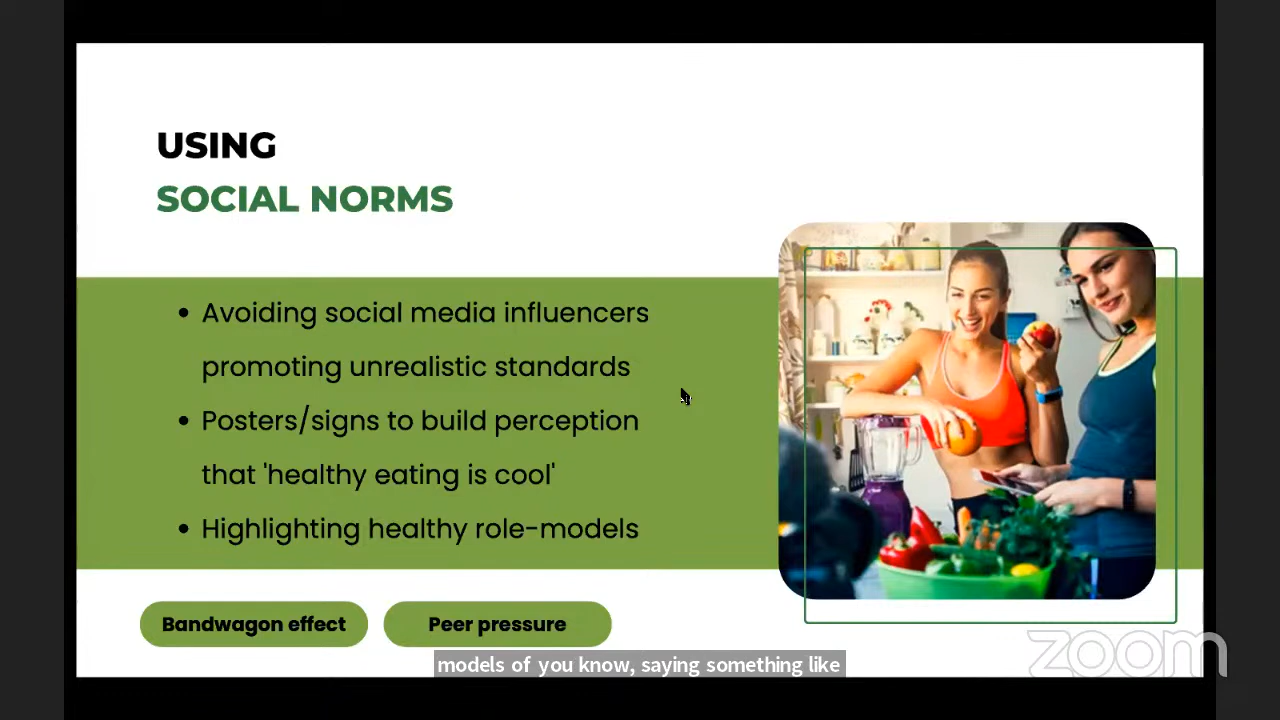 USING
SOCIAL NORMS
• Avoiding social media influencers
promoting unrealistic standards
• Posters/signs to build perception
that 'healthy eating is cool'
• Highlighting healthy role-models
Bandwagon effect
Peer pressure
models of you know, saying something like
zoom